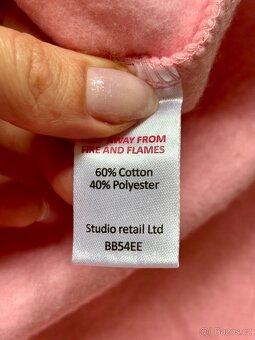 AWAY FROM
FIRE AND FLAMES
60% Cotton
40% Polyester
Studio retail Ltd
BB54EE